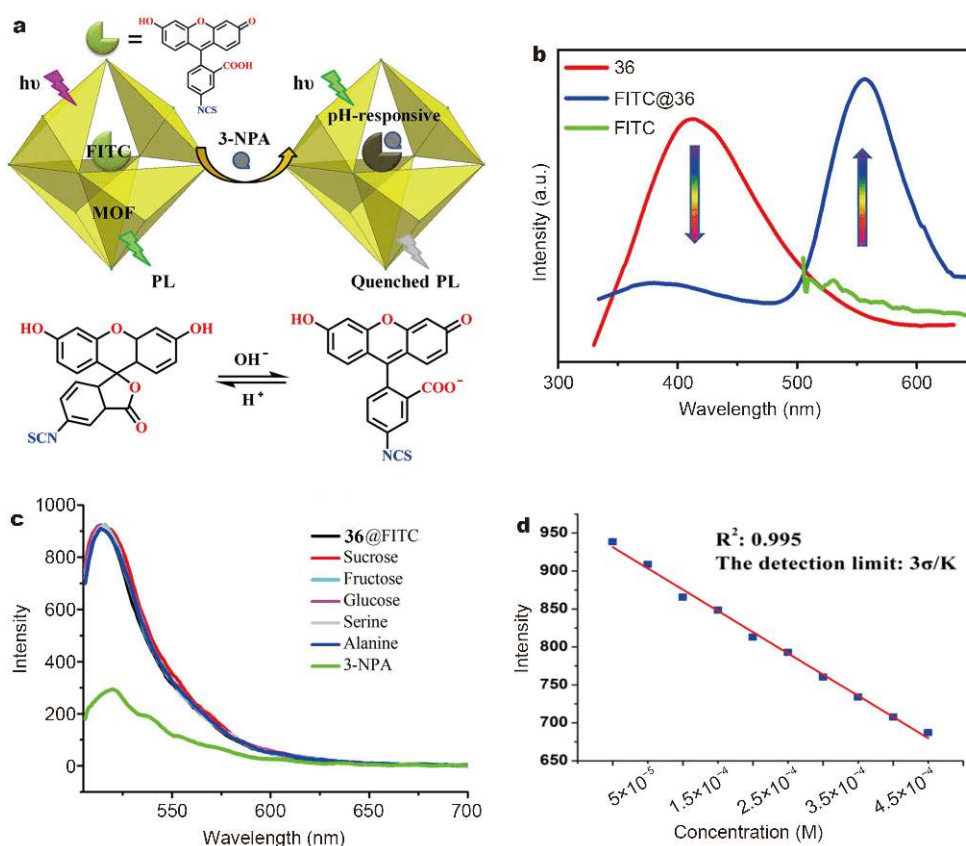 a
HO
O
O
COOH
NCS
=
hυ
hυ
pH-responsive
3-NPA
FITC
MOF
PL
Quenched PL
HO
O
OH
O
O
SCN
OH⁻
H⁺
HO
O
O
COO⁻
NCS
b
36
FITC@36
FITC
Intensity (a.u.)
300
400
500
600
Wavelength (nm)
c
1000
800
600
400
200
0
Intensity
36@FITC
Sucrose
Fructose
Glucose
Serine
Alanine
3-NPA
550
600
650
700
Wavelength (nm)
d
R²: 0.995
The detection limit: 3σ/K
950
900
850
800
750
700
650
Intensity
5×10⁻⁵
1.5×10⁻⁴
2.5×10⁻⁴
3.5×10⁻⁴
4.5×10⁻⁴
Concentration (M)